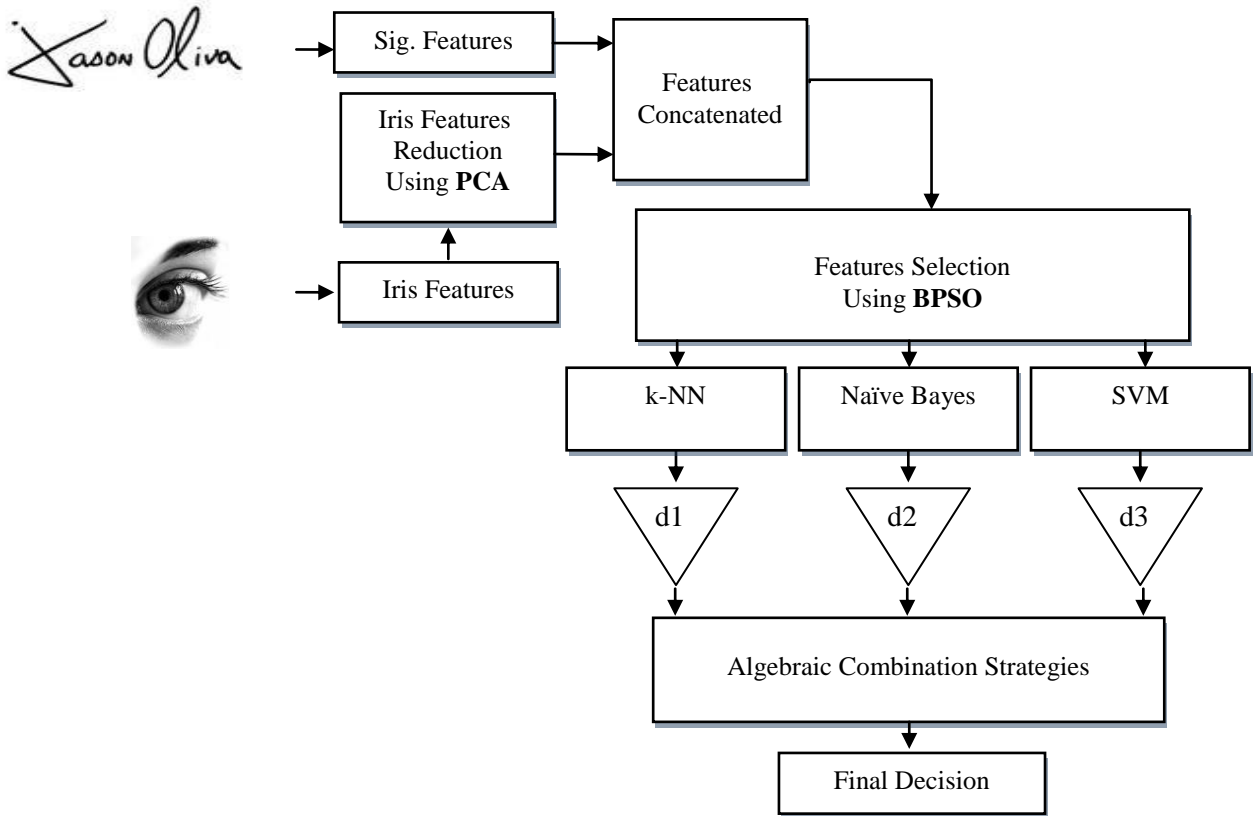 Jason Oliva
Sig. Features
Features
Concatenated
Iris Features
Reduction
Using PCA
Iris Features
Features Selection
Using BPSO
k-NN
Naïve Bayes
SVM
d1
d2
d3
Algebraic Combination Strategies
Final Decision